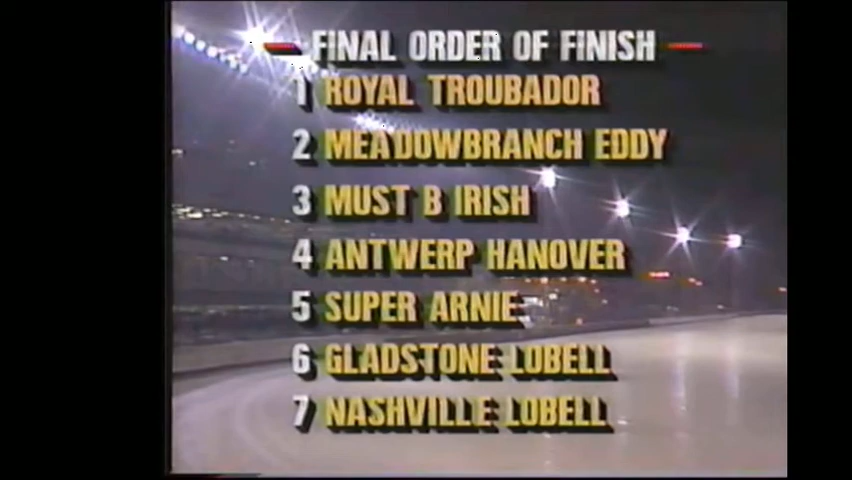 FINAL ORDER OF FINISH
1 ROYAL TROUBADOR
2 MEADOWBRANCH EDDY
3 MUST B IRISH
4 ANTWERP HANOVER
5 SUPER ARNIE
6 GLADSTONE LOBELL
7 NASHVILLE LOBELL